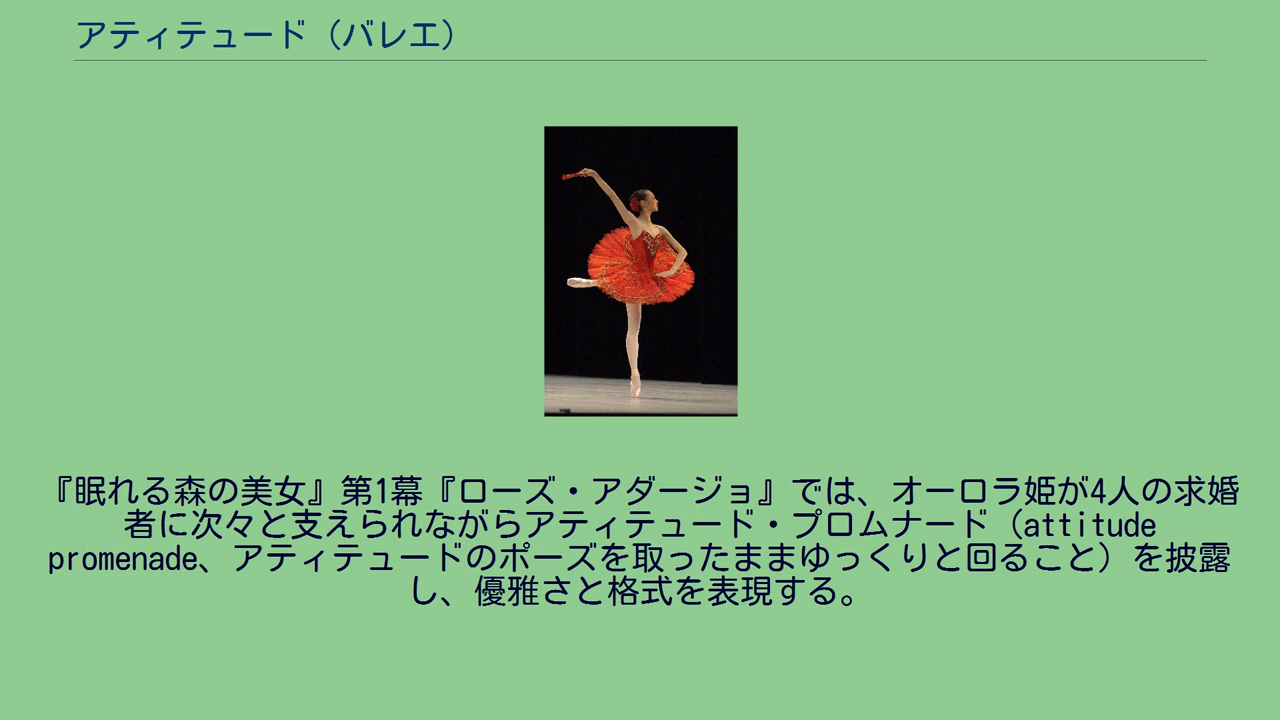 アティテュード（バレエ）
『眠れる森の美女』第1幕『ローズ・アダージョ』では、オーロラ姫が4人の求婚
者に次々と支えられながらアティテュード・プロムナード（attitude
promenade、アティテュードのポーズを取ったままゆっくりと回ること）を披露
し、優雅さと格式を表現する。